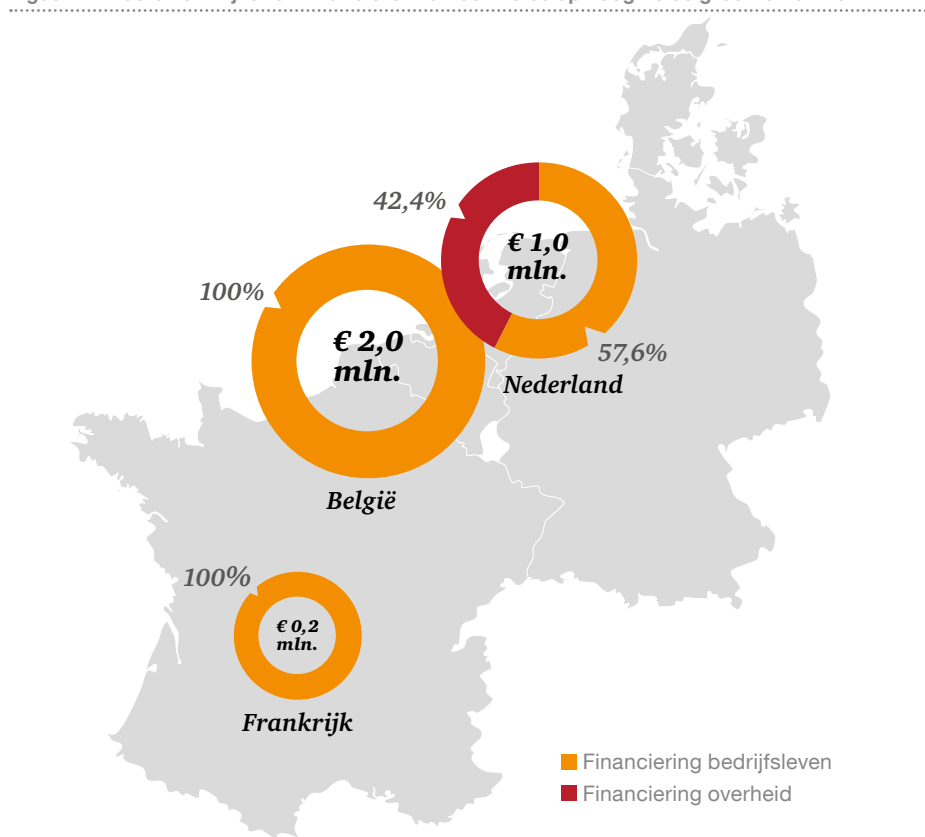 42,4%
€ 1,0
mln.
100%
€ 2,0
mln.
57,6%
Nederland
België
100%
€ 0,2
mln.
Frankrijk
Financiering bedrijfsleven
Financiering overheid